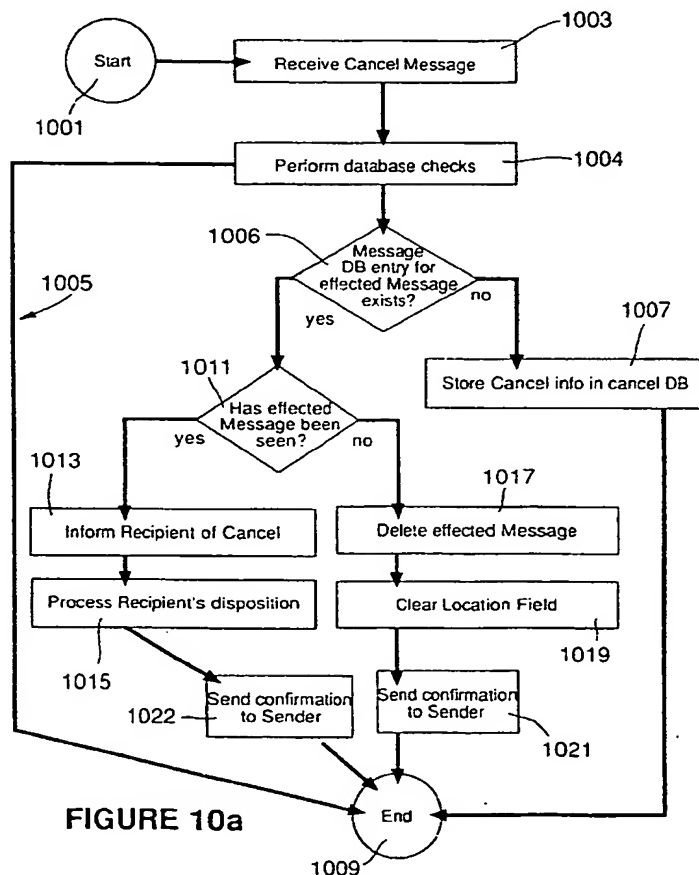 1003
Start
Receive Cancel Message
1001
Perform database checks
1004
1006
Message
DB entry for
effected Message
exists?
1005
yes
no
1007
Store Cancel info in cancel DB
1011
Has effected
Message been
seen?
yes
no
1013
1017
Inform Recipient of Cancel
Delete effected Message
Process Recipient's disposition
Clear Location Field
1015
1019
Send confirmation
to Sender
1022
Send confirmation
to Sender
1021
FIGURE 10a
End
1009